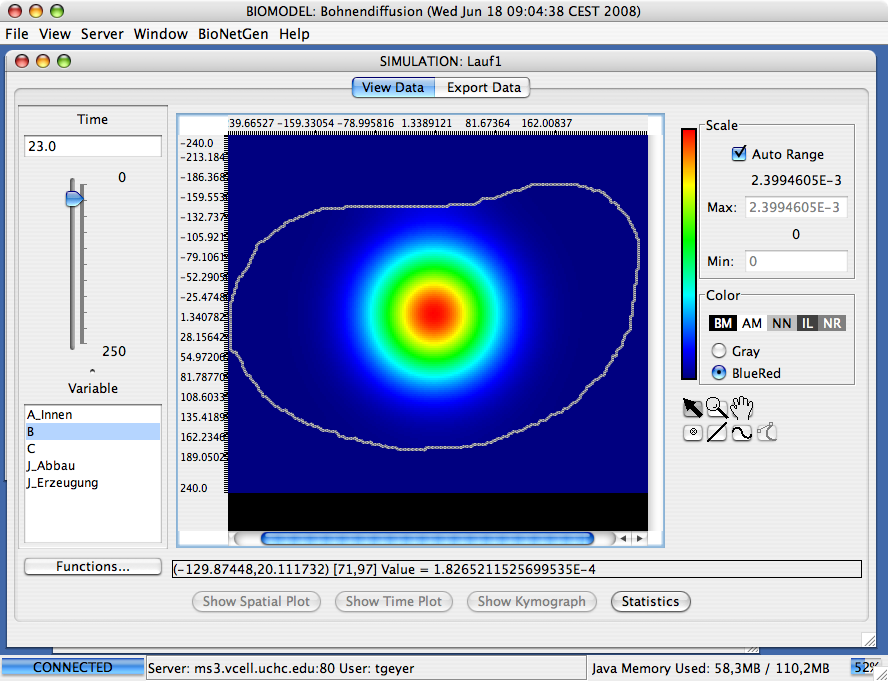 BIOMODEL: Bohnendiffusion (Wed Jun 18 09:04:38 CEST 2008)
File View Server Window BioNetGen Help
SIMULATION: Lauf1
View Data Export Data
Time
23.0
0
250
Variable
A_Innen
B
C
J_Abbau
J_Erzeugung
Functions...
39.66527 -159.33054 -78.995816 1.3389121 81.67364 162.00837
-240.0
-213.184
-186.368
-159.553
-132.737
-105.921
-79.1061
-52.2905
-25.4748
1.340782
28.15642
54.97206
81.78770
108.6033
135.4189
162.2346
189.0502
240.0
Scale
Auto Range
2.3994605E-3
Max: 2.3994605E-3
0
Min: 0
Color
BM AM NN IL NR
Gray
BlueRed
(-129.87448,20.111732) [71,97] Value = 1.8265211525699535E-4
Show Spatial Plot Show Time Plot Show Kymograph Statistics
CONNECTED Server: ms3.vcell.uchc.edu:80 User: tgeyer Java Memory Used: 58,3MB / 110,2MB 52%